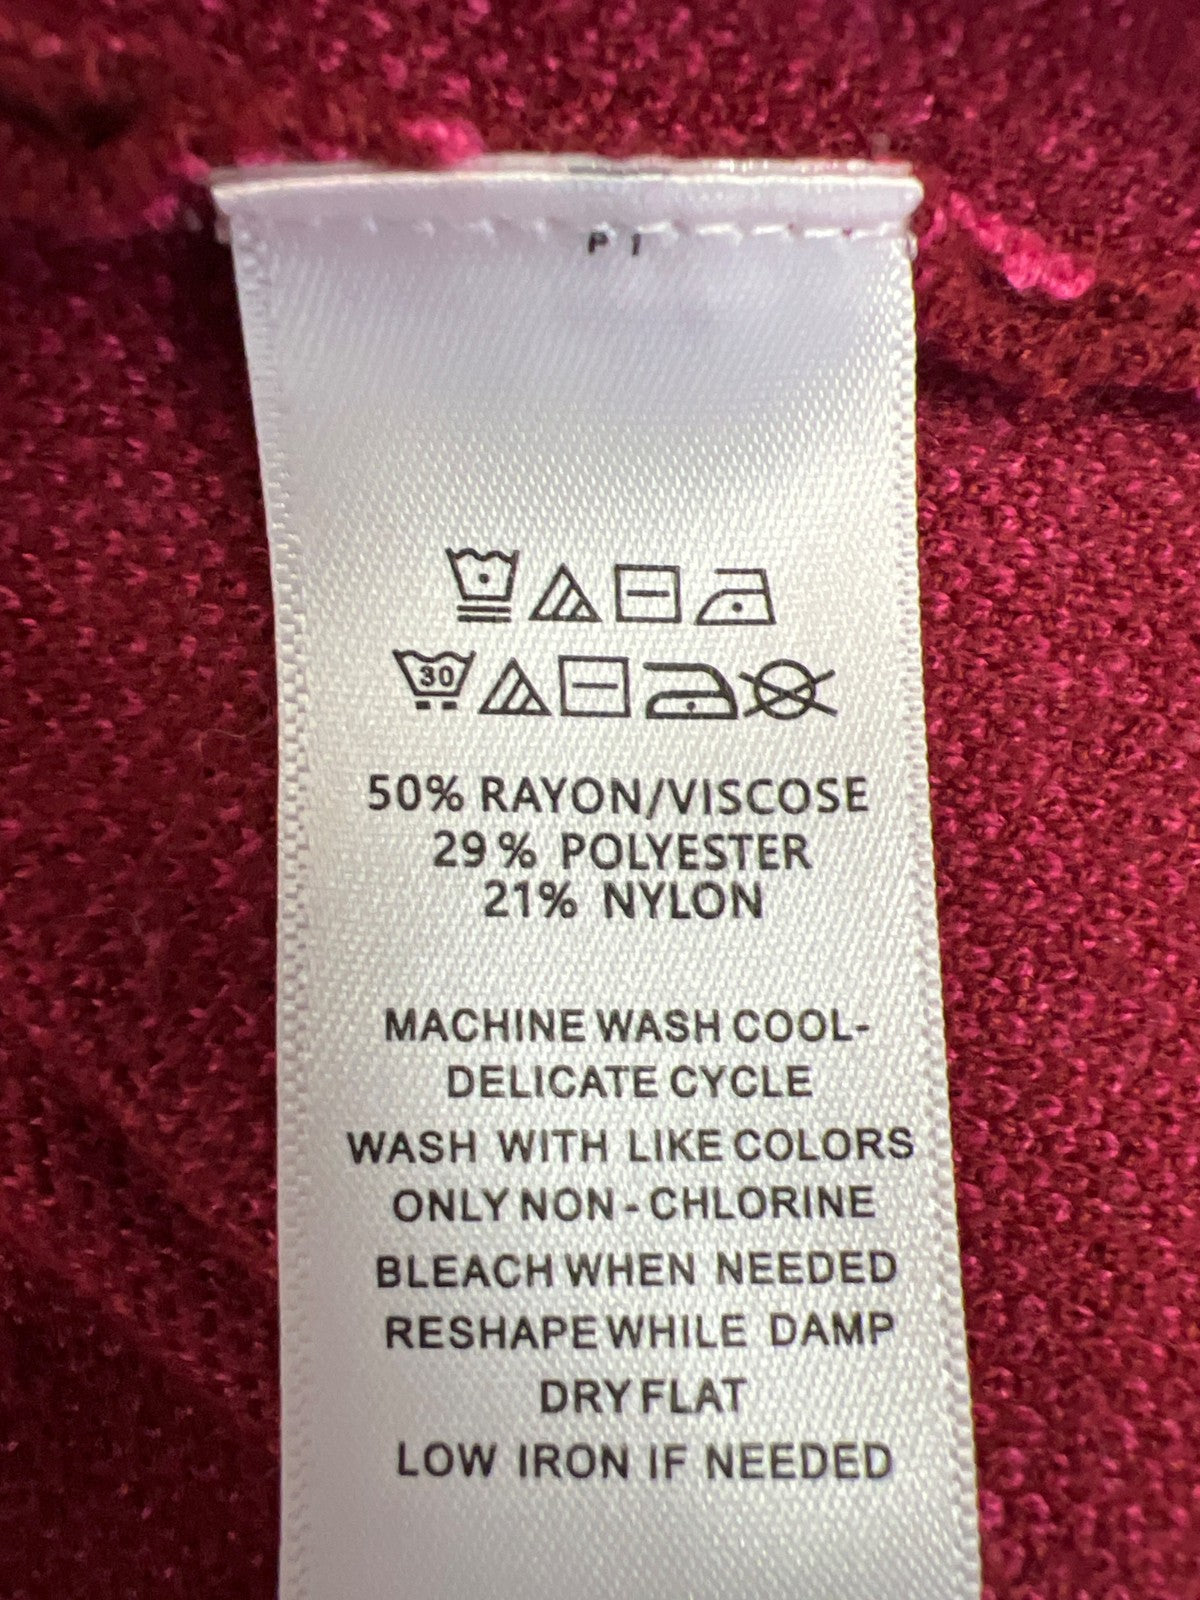 P I
30
50% RAYON/VISCOSE
29% POLYESTER
21% NYLON
MACHINE WASH COOL-
DELICATE CYCLE
WASH WITH LIKE COLORS
ONLY NON-CHLORINE
BLEACH WHEN NEEDED
RESHAPE WHILE DAMP
DRY FLAT
LOW IRON IF NEEDED